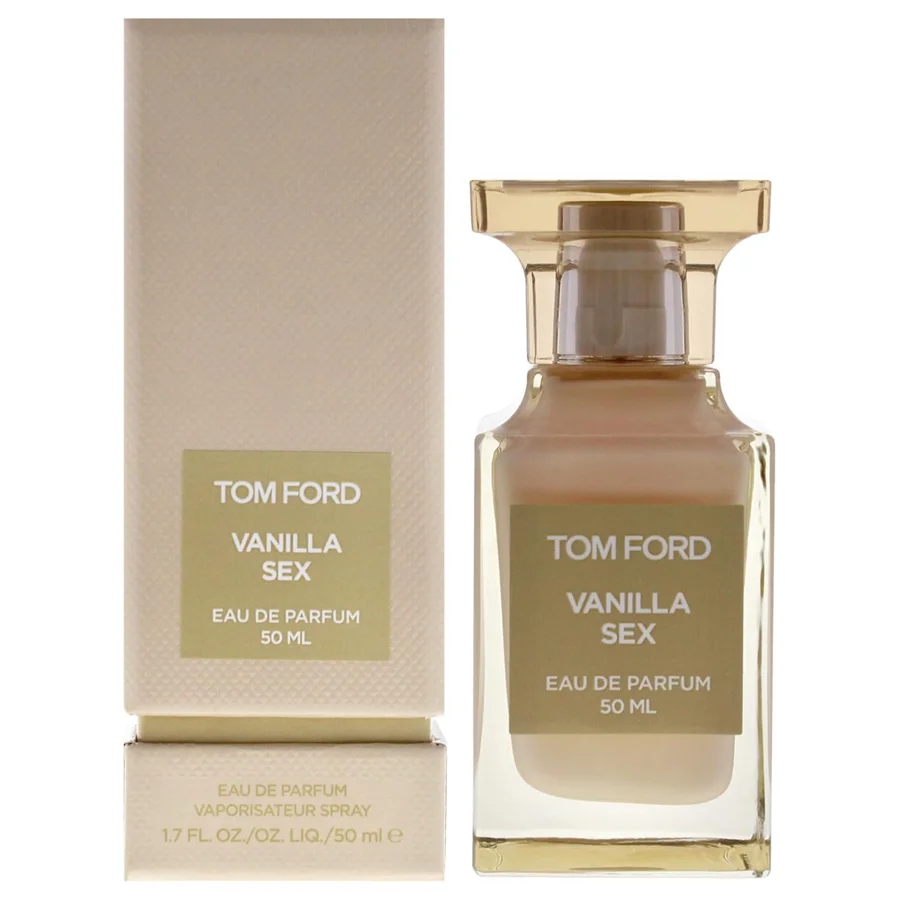 TOM FORD
VANILLA
SEX
EAU DE PARFUM
50 ML
EAU DE PARFUM
VAPORISATEUR SPRAY
1.7 FL. OZ./OZ. LIQ./50 ml ℮
TOM FORD
VANILLA
SEX
EAU DE PARFUM
50 ML